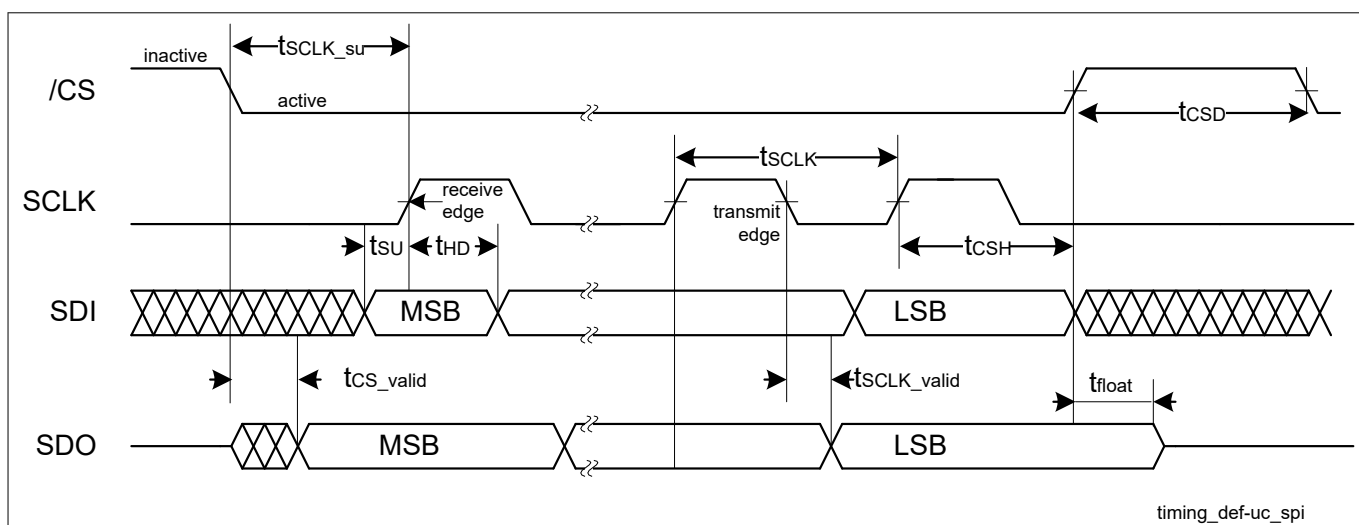 inactive
tSCLK_su
/CS
active
tCSD
tSCLK
SCLK
receive
edge
transmit
edge
tSU
tHD
tCSH
SDI
MSB
LSB
tCS_valid
tSCLK_valid
tfloat
SDO
MSB
LSB
timing_def-uc_spi